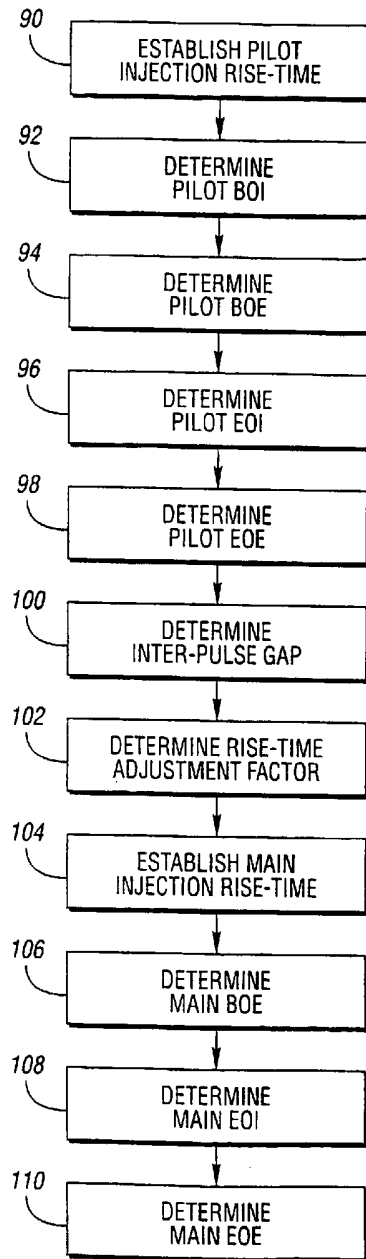 90
ESTABLISH PILOT
INJECTION RISE-TIME
92
DETERMINE
PILOT BOI
94
DETERMINE
PILOT BOE
96
DETERMINE
PILOT EOI
98
DETERMINE
PILOT EOE
100
DETERMINE
INTER-PULSE GAP
102
DETERMINE RISE-TIME
ADJUSTMENT FACTOR
104
ESTABLISH MAIN
INJECTION RISE-TIME
106
DETERMINE
MAIN BOE
108
DETERMINE
MAIN EOI
110
DETERMINE
MAIN EOE